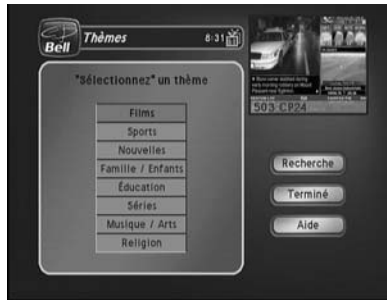 Bell
Thèmes
8:31
"Sélectionnez" un thème
Films
Sports
Nouvelles
Famille / Enfants
Éducation
Séries
Musique / Arts
Religion
503 CP24
Recherche
Terminé
Aide